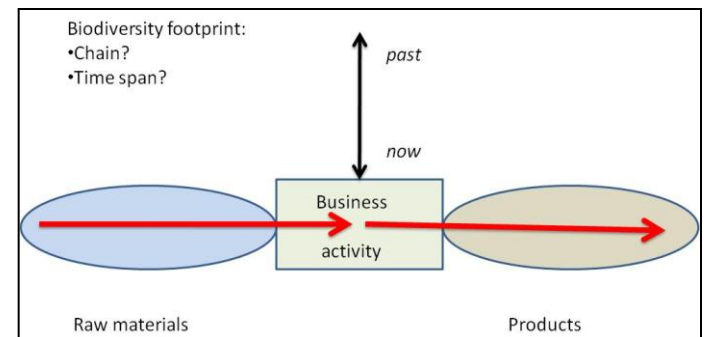 Biodiversity footprint:
•Chain?
•Time span?
past
now
Business
activity
Raw materials
Products